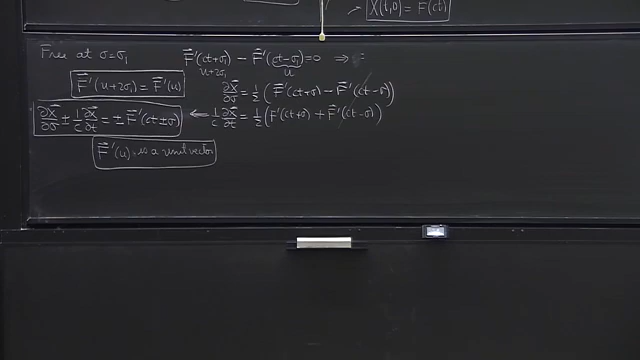 X⃗(t,0) = F⃗(ct)
Free at σ=σ₁   F⃗'(ct+σ₁) − F⃗'(ct−σ₁)=0 ⇒
u+2σ₁   u
F⃗'(u+2σ₁) = F⃗'(u)
∂X⃗/∂σ = 1/2 (F⃗'(ct+σ) − F⃗'(ct−σ))
∂X⃗/∂σ ± 1/c ∂X⃗/∂t = ± F⃗'(ct±σ) ⇐ 1/c ∂X⃗/∂t = 1/2 (F⃗'(ct+σ) + F⃗'(ct−σ))
F⃗'(u) is a unit vector